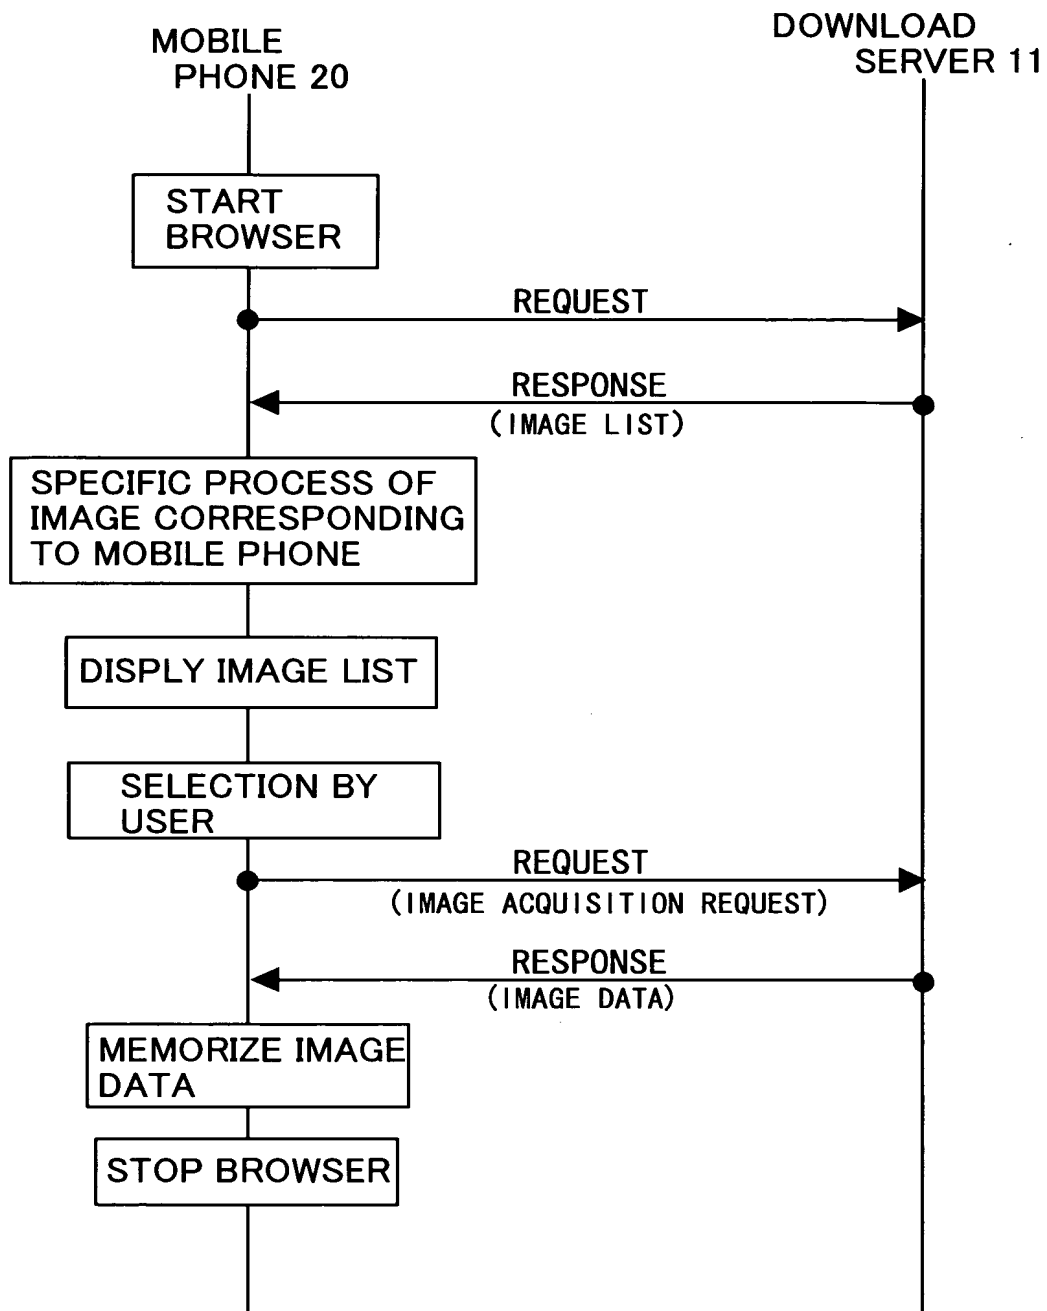 MOBILE
PHONE 20
DOWNLOAD
SERVER 11
START
BROWSER
REQUEST
RESPONSE
(IMAGE LIST)
SPECIFIC PROCESS OF
IMAGE CORRESPONDING
TO MOBILE PHONE
DISPLY IMAGE LIST
SELECTION BY
USER
REQUEST
(IMAGE ACQUISITION REQUEST)
RESPONSE
(IMAGE DATA)
MEMORIZE IMAGE
DATA
STOP BROWSER